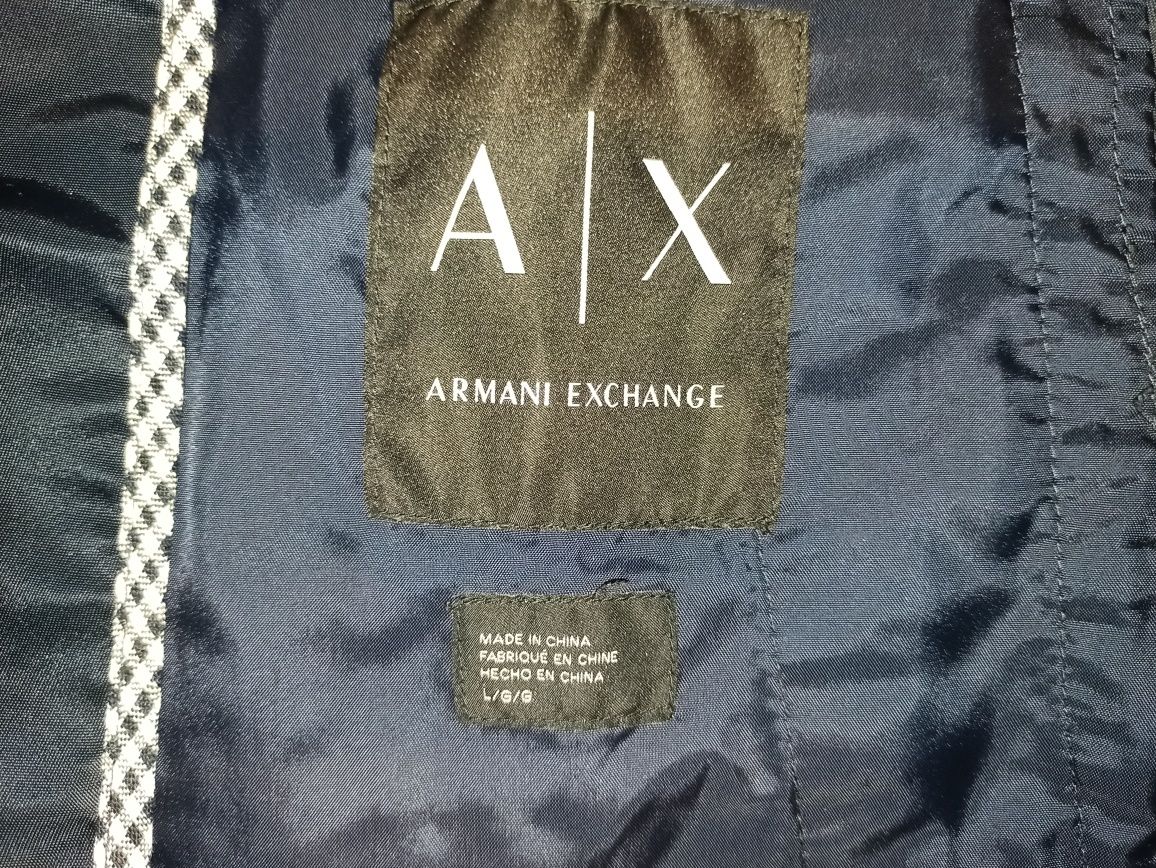 A|X
ARMANI EXCHANGE
MADE IN CHINA
FABRIQUÉ EN CHINE
HECHO EN CHINA
L/G/G